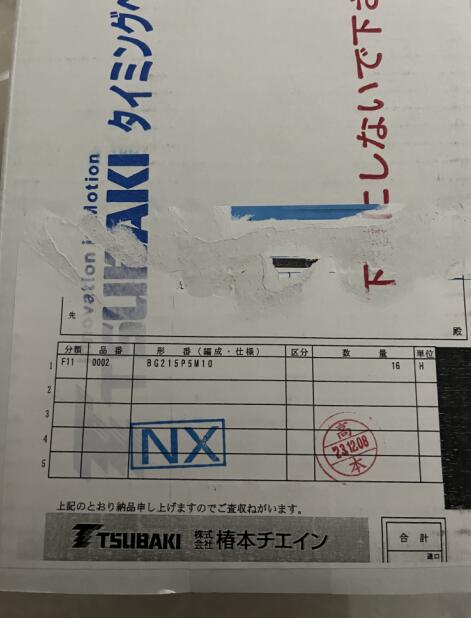 Innovation in Motion
TSUBAKI タイミングベ
下 にしないで下さ
先
殿
分類 品番 形番(編成・仕様) 区分 数量 単位
1 F11 0002 BG215P5M10 16 H
2
3
4
5
NX
高
23.12.08
本
上記のとおり納品申し上げますのでご査収ねがいます。
TSUBAKI 株式会社 椿本チエイン
合計